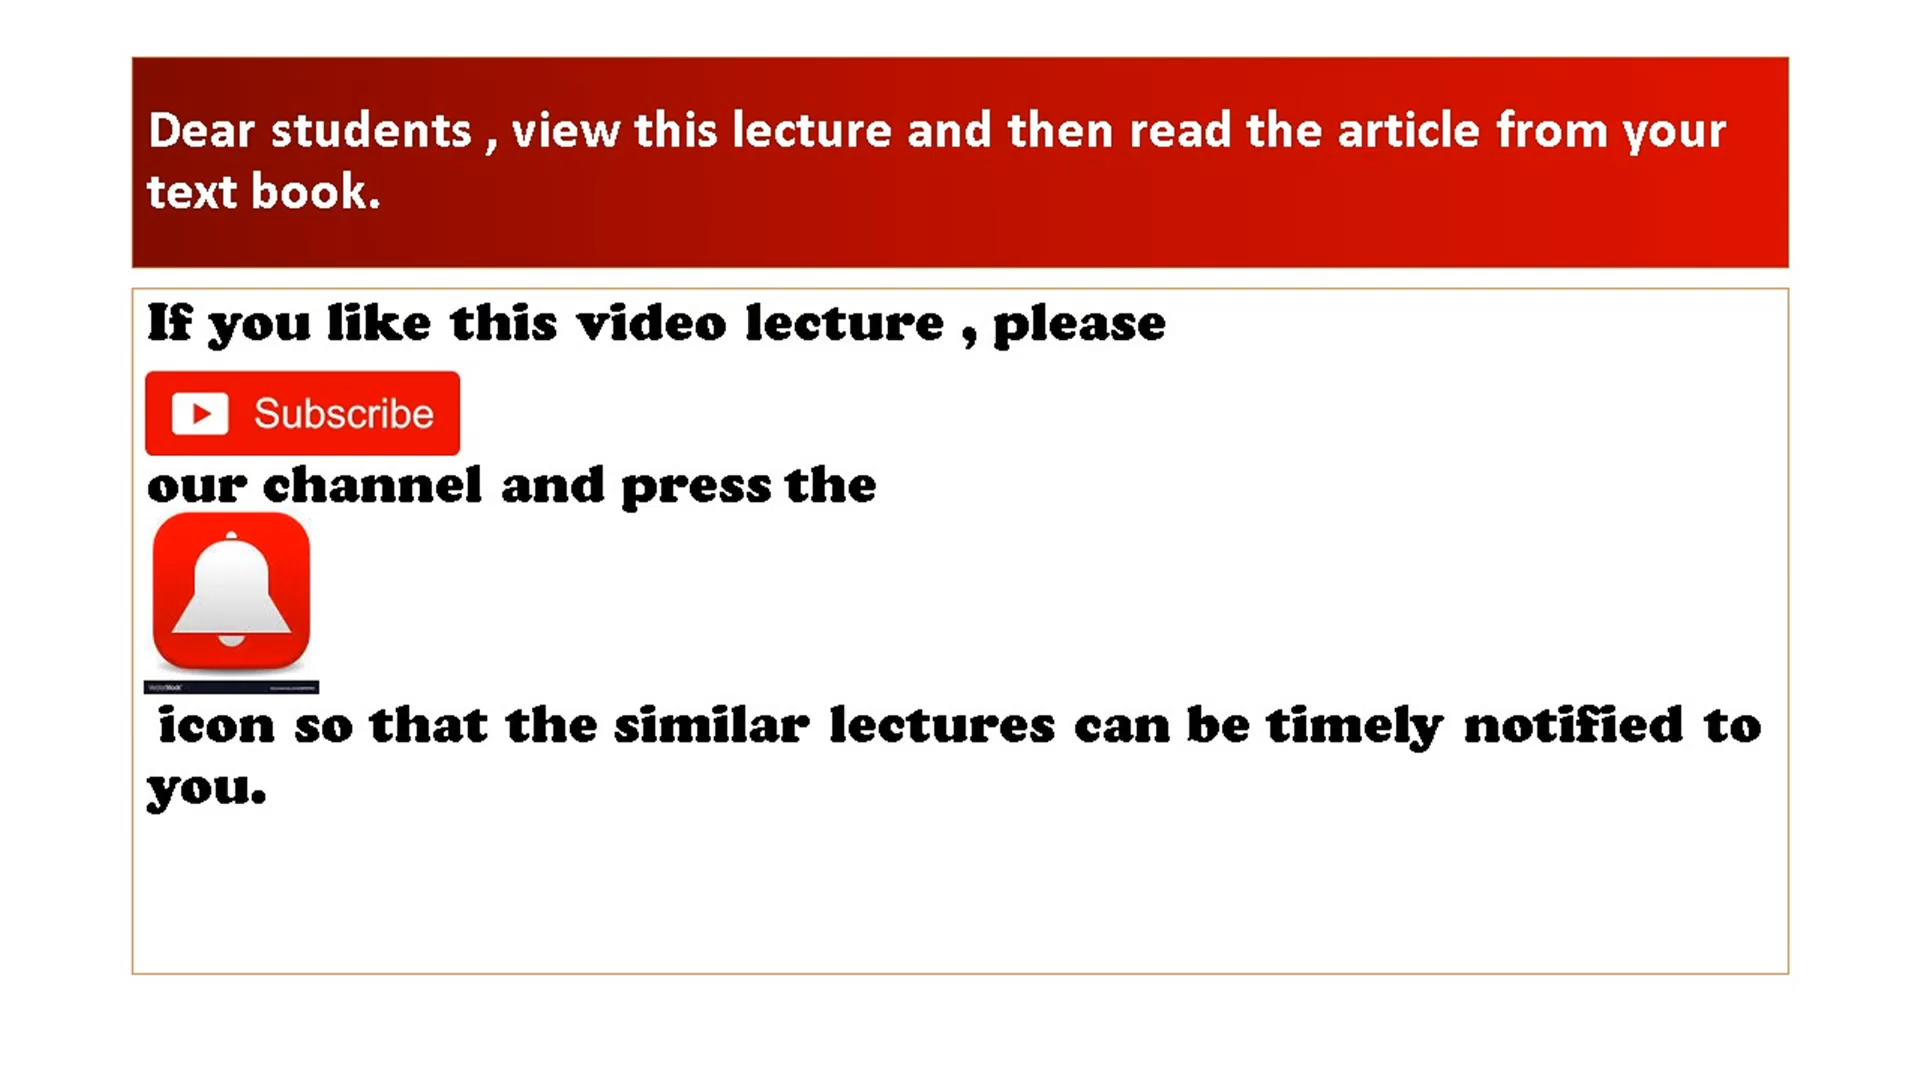 Dear students , view this lecture and then read the article from your
text book.
If you like this video lecture , please
Subscribe
our channel and press the
icon so that the similar lectures can be timely notified to
you.